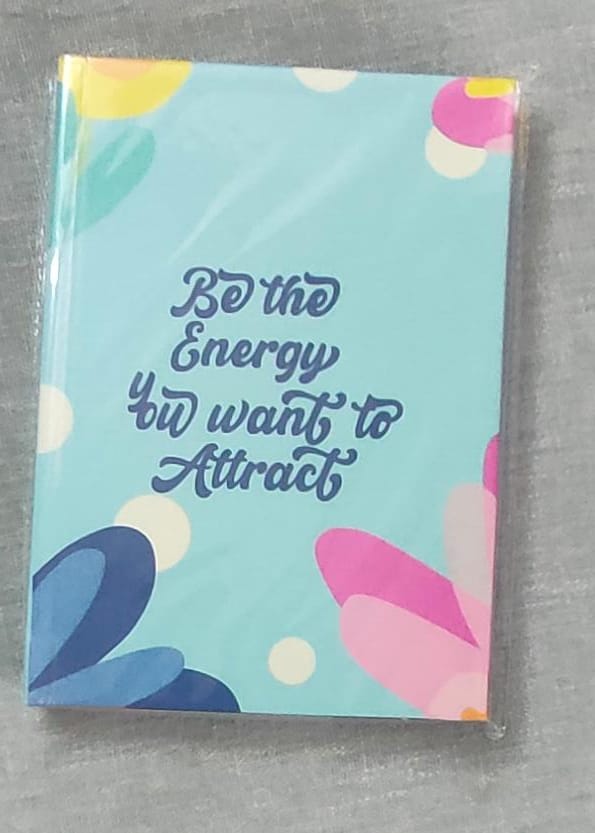 Be the
Energy
You want to
Attract